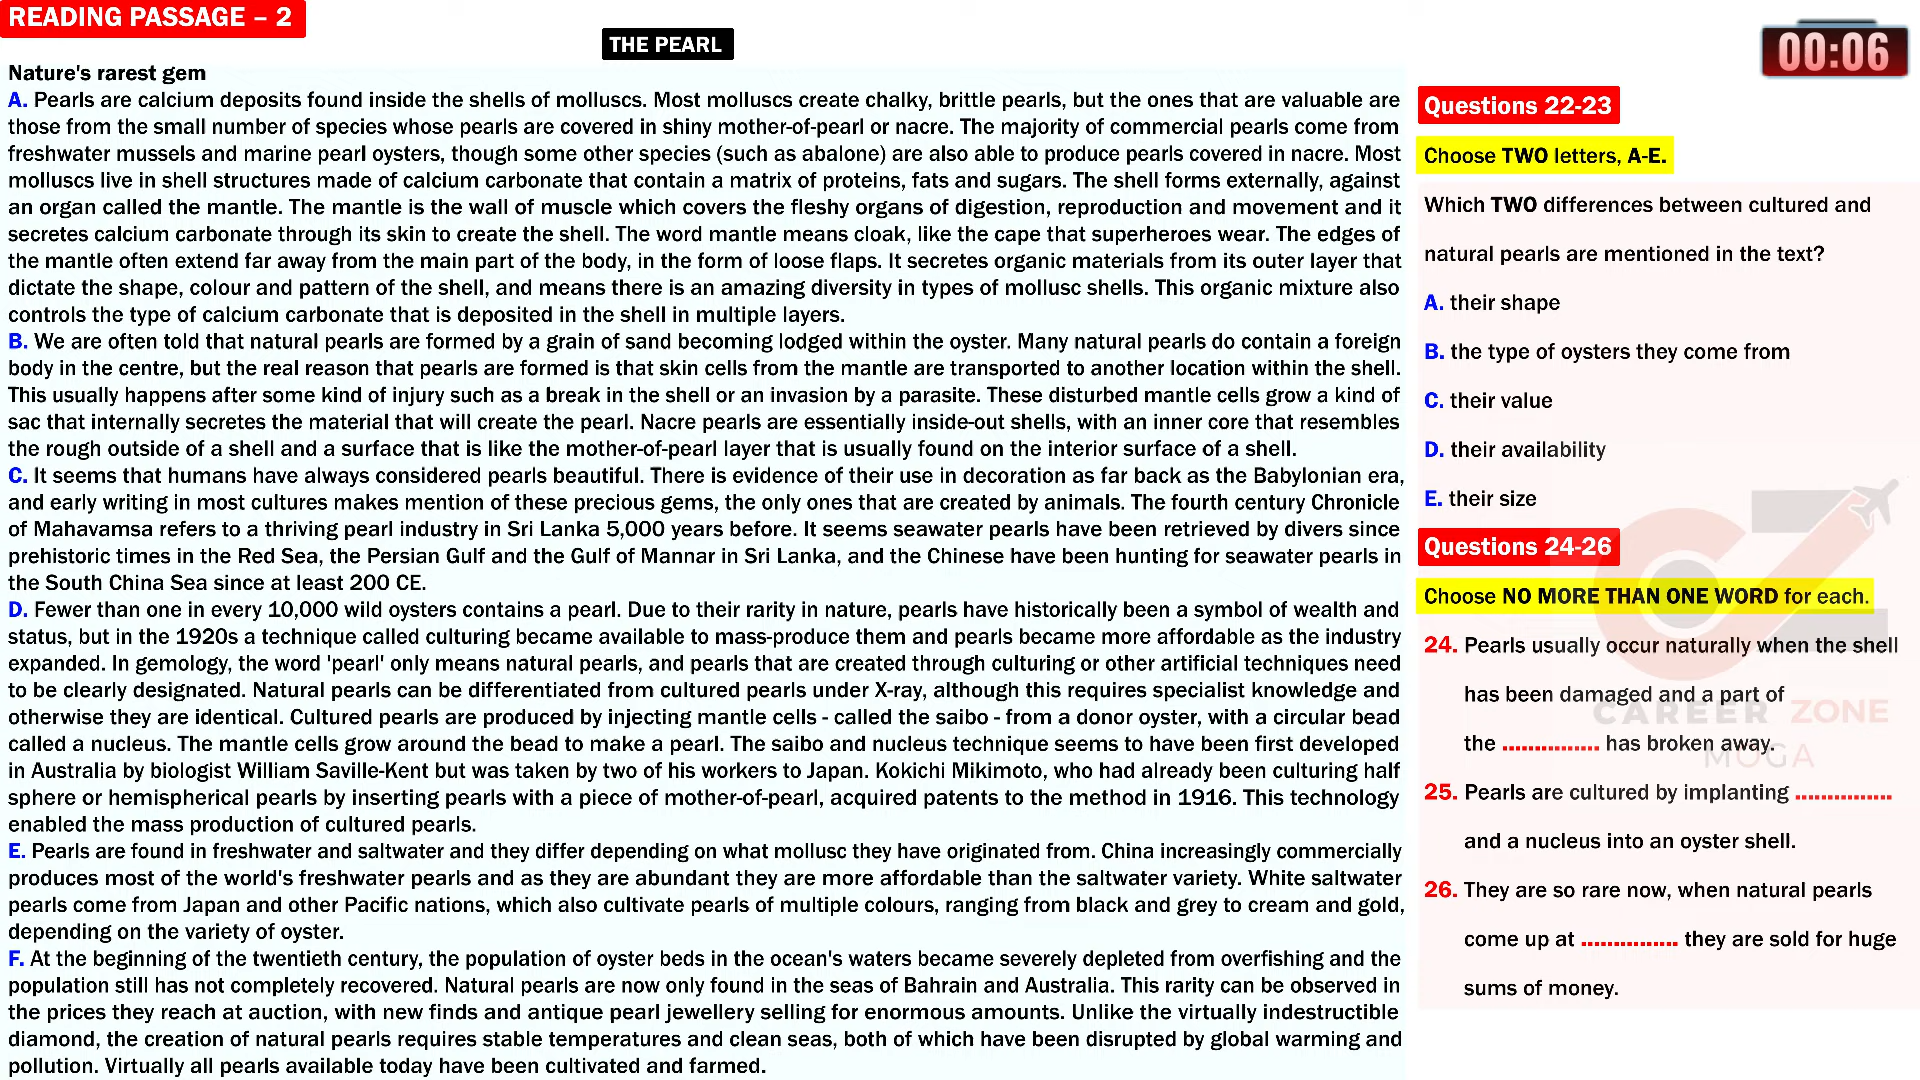 READING PASSAGE – 2
THE PEARL
00:06
Nature's rarest gem
A. Pearls are calcium deposits found inside the shells of molluscs. Most molluscs create chalky, brittle pearls, but the ones that are valuable are
those from the small number of species whose pearls are covered in shiny mother-of-pearl or nacre. The majority of commercial pearls come from
freshwater mussels and marine pearl oysters, though some other species (such as abalone) are also able to produce pearls covered in nacre. Most
molluscs live in shell structures made of calcium carbonate that contain a matrix of proteins, fats and sugars. The shell forms externally, against
an organ called the mantle. The mantle is the wall of muscle which covers the fleshy organs of digestion, reproduction and movement and it
secretes calcium carbonate through its skin to create the shell. The word mantle means cloak, like the cape that superheroes wear. The edges of
the mantle often extend far away from the main part of the body, in the form of loose flaps. It secretes organic materials from its outer layer that
dictate the shape, colour and pattern of the shell, and means there is an amazing diversity in types of mollusc shells. This organic mixture also
controls the type of calcium carbonate that is deposited in the shell in multiple layers.
B. We are often told that natural pearls are formed by a grain of sand becoming lodged within the oyster. Many natural pearls do contain a foreign
body in the centre, but the real reason that pearls are formed is that skin cells from the mantle are transported to another location within the shell.
This usually happens after some kind of injury such as a break in the shell or an invasion by a parasite. These disturbed mantle cells grow a kind of
sac that internally secretes the material that will create the pearl. Nacre pearls are essentially inside-out shells, with an inner core that resembles
the rough outside of a shell and a surface that is like the mother-of-pearl layer that is usually found on the interior surface of a shell.
C. It seems that humans have always considered pearls beautiful. There is evidence of their use in decoration as far back as the Babylonian era,
and early writing in most cultures makes mention of these precious gems, the only ones that are created by animals. The fourth century Chronicle
of Mahavamsa refers to a thriving pearl industry in Sri Lanka 5,000 years before. It seems seawater pearls have been retrieved by divers since
prehistoric times in the Red Sea, the Persian Gulf and the Gulf of Mannar in Sri Lanka, and the Chinese have been hunting for seawater pearls in
the South China Sea since at least 200 CE.
D. Fewer than one in every 10,000 wild oysters contains a pearl. Due to their rarity in nature, pearls have historically been a symbol of wealth and
status, but in the 1920s a technique called culturing became available to mass-produce them and pearls became more affordable as the industry
expanded. In gemology, the word 'pearl' only means natural pearls, and pearls that are created through culturing or other artificial techniques need
to be clearly designated. Natural pearls can be differentiated from cultured pearls under X-ray, although this requires specialist knowledge and
otherwise they are identical. Cultured pearls are produced by injecting mantle cells - called the saibo - from a donor oyster, with a circular bead
called a nucleus. The mantle cells grow around the bead to make a pearl. The saibo and nucleus technique seems to have been first developed
in Australia by biologist William Saville-Kent but was taken by two of his workers to Japan. Kokichi Mikimoto, who had already been culturing half
sphere or hemispherical pearls by inserting pearls with a piece of mother-of-pearl, acquired patents to the method in 1916. This technology
enabled the mass production of cultured pearls.
E. Pearls are found in freshwater and saltwater and they differ depending on what mollusc they have originated from. China increasingly commercially
produces most of the world's freshwater pearls and as they are abundant they are more affordable than the saltwater variety. White saltwater
pearls come from Japan and other Pacific nations, which also cultivate pearls of multiple colours, ranging from black and grey to cream and gold,
depending on the variety of oyster.
F. At the beginning of the twentieth century, the population of oyster beds in the ocean's waters became severely depleted from overfishing and the
population still has not completely recovered. Natural pearls are now only found in the seas of Bahrain and Australia. This rarity can be observed in
the prices they reach at auction, with new finds and antique pearl jewellery selling for enormous amounts. Unlike the virtually indestructible
diamond, the creation of natural pearls requires stable temperatures and clean seas, both of which have been disrupted by global warming and
pollution. Virtually all pearls available today have been cultivated and farmed.
Questions 22-23
Choose TWO letters, A-E.
Which TWO differences between cultured and
natural pearls are mentioned in the text?
A. their shape
B. the type of oysters they come from
C. their value
D. their availability
E. their size
Questions 24-26
Choose NO MORE THAN ONE WORD for each.
24. Pearls usually occur naturally when the shell
has been damaged and a part of
the ............... has broken away.
25. Pearls are cultured by implanting ...............
and a nucleus into an oyster shell.
26. They are so rare now, when natural pearls
come up at ............... they are sold for huge
sums of money.
CAREER ZONE
MOGA